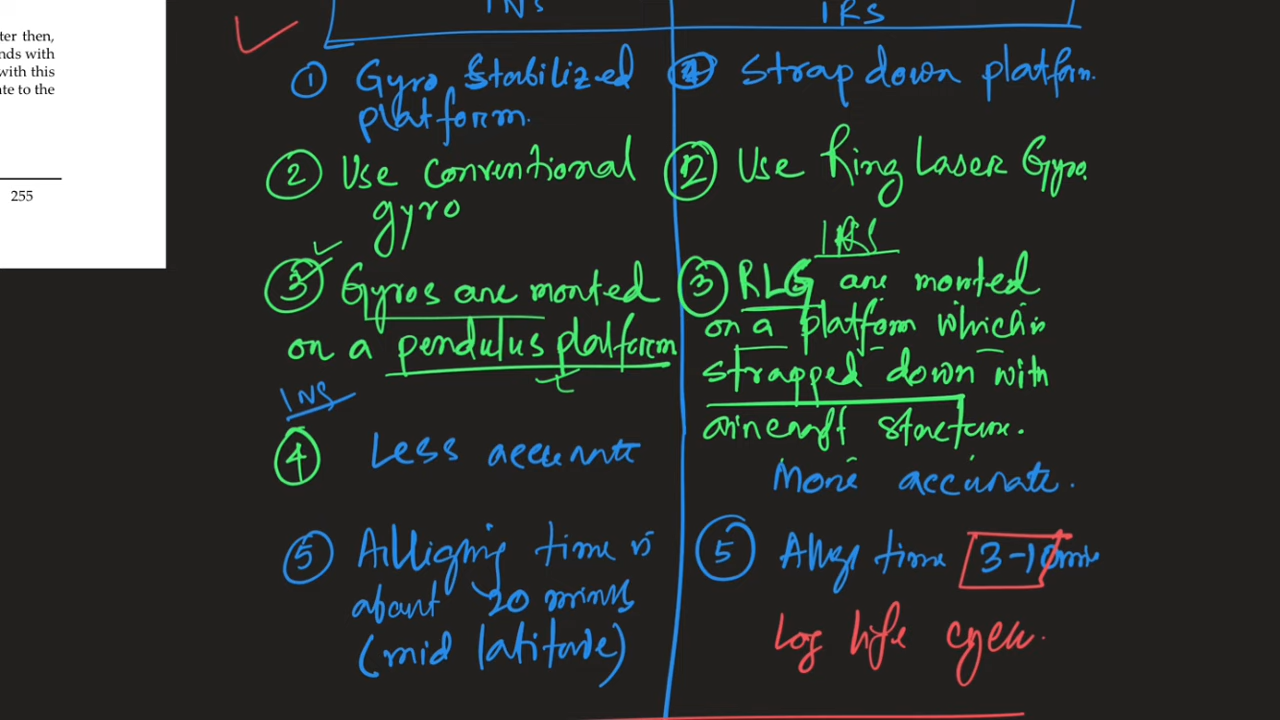 ter then,
nds with
with this
te to the
255
INS
IRS
① Gyro Stabilized
platform.
② Use conventional
gyro
③ Gyros are monted
on a pendulus platform
INS
④ Less accurate
⑤ Alligning time is
about 20 mins
(mid latitude)
① Strap down platform.
② Use Ring Laser Gyro.
IRS
③ RLG are monted
on a platform which is
strapped down with
aircraft structure.
More accurate.
⑤ time 3-10 min
life